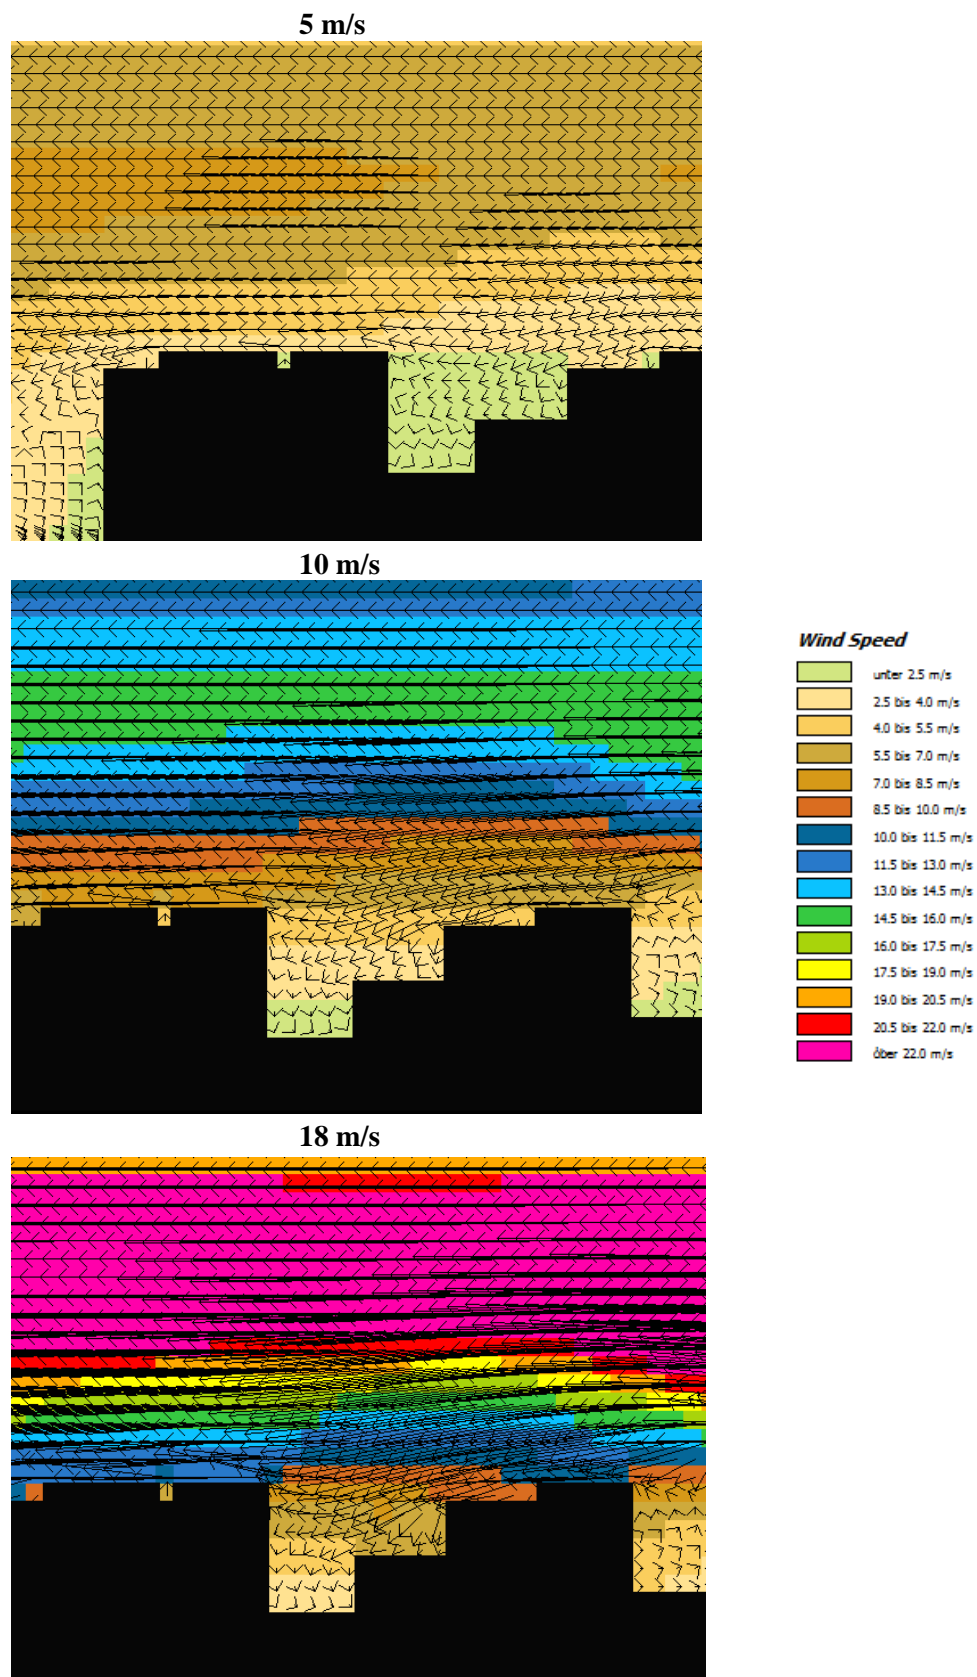 5 m/s
10 m/s
Wind Speed
unter 2.5 m/s
2.5 bis 4.0 m/s
4.0 bis 5.5 m/s
5.5 bis 7.0 m/s
7.0 bis 8.5 m/s
8.5 bis 10.0 m/s
10.0 bis 11.5 m/s
11.5 bis 13.0 m/s
13.0 bis 14.5 m/s
14.5 bis 16.0 m/s
16.0 bis 17.5 m/s
17.5 bis 19.0 m/s
19.0 bis 20.5 m/s
20.5 bis 22.0 m/s
őber 22.0 m/s
18 m/s